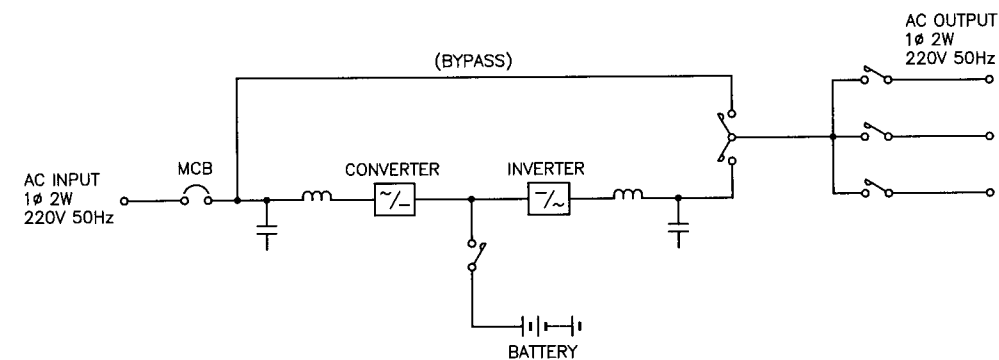 AC OUTPUT
1ø 2W
220V 50Hz
(BYPASS)
MCB
CONVERTER
INVERTER
AC INPUT
1ø 2W
220V 50Hz
BATTERY